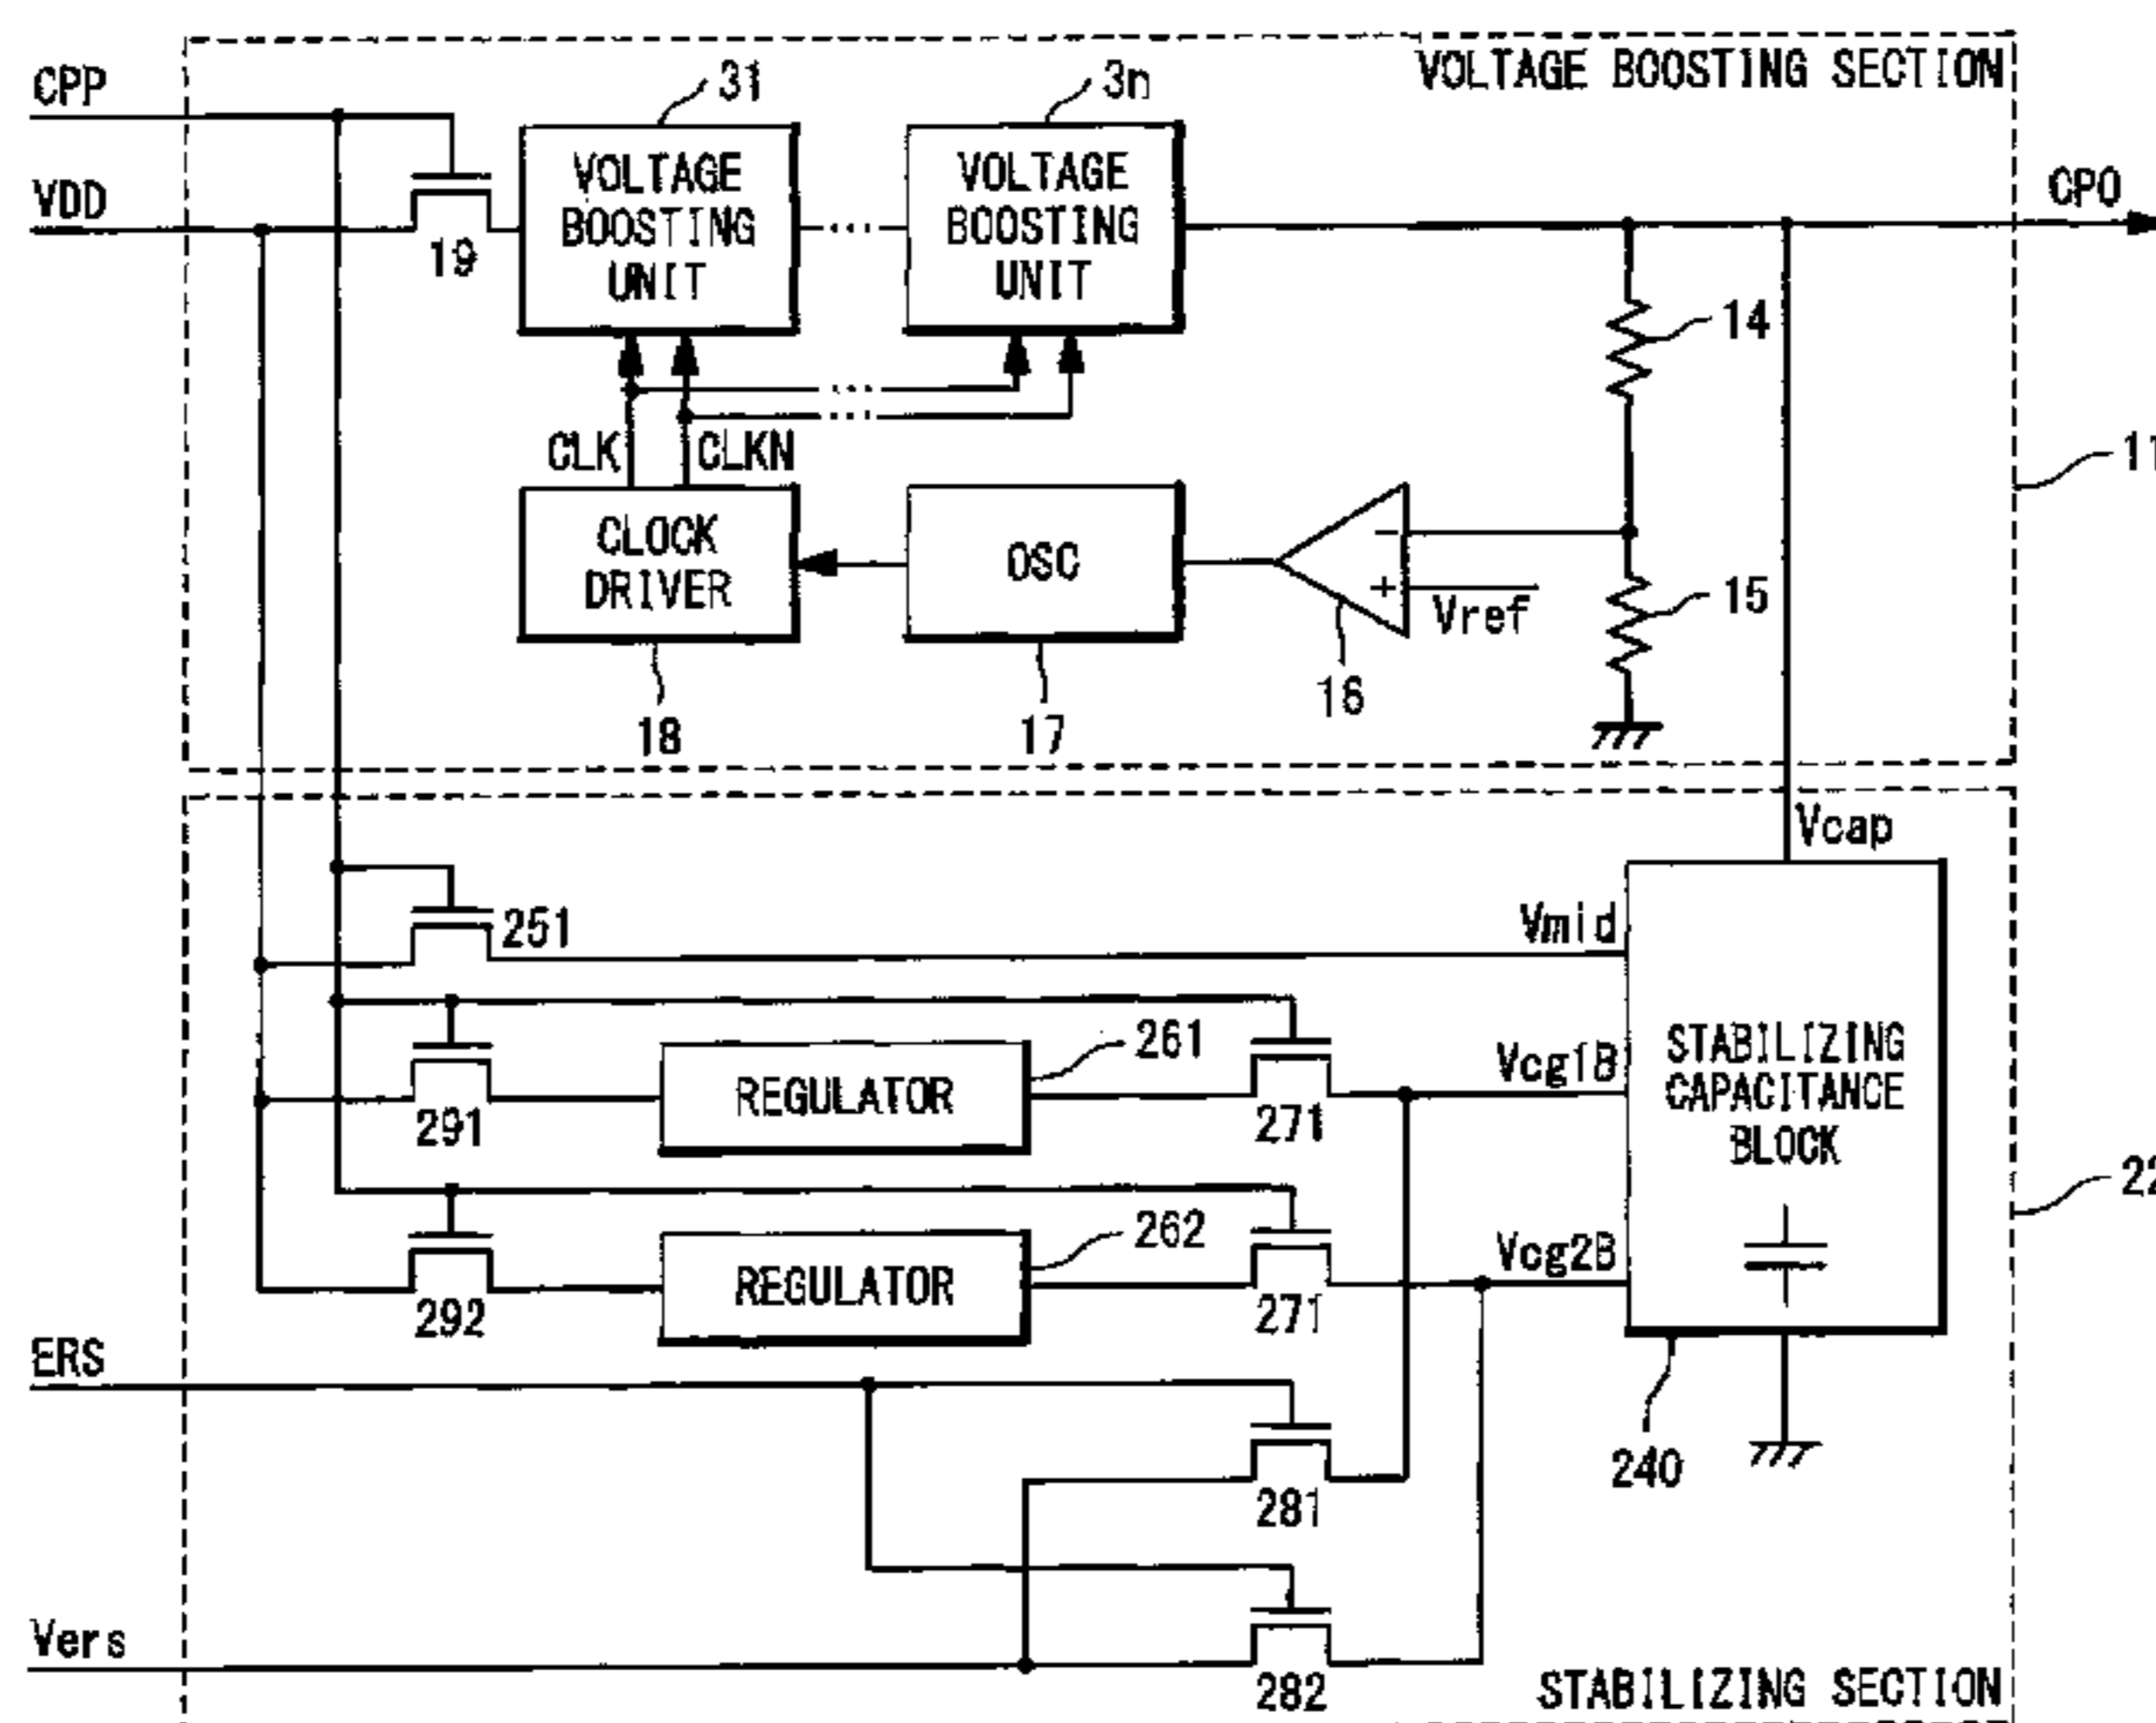 VOLTAGE BOOSTING SECTION
CPP
31
3n
VDD
19
VOLTAGE
BOOSTING
UNIT
...
VOLTAGE
BOOSTING
UNIT
CPO
14
...
...
CLK
CLKN
11
CLOCK
DRIVER
OSC
-
+
Vref
15
16
18
17
Vcap
251
Vmid
261
REGULATOR
291
271
Vcg1B
STABILIZING
CAPACITANCE
BLOCK
22
262
REGULATOR
292
271
Vcg2B
ERS
240
281
Vers
282
STABILIZING SECTION